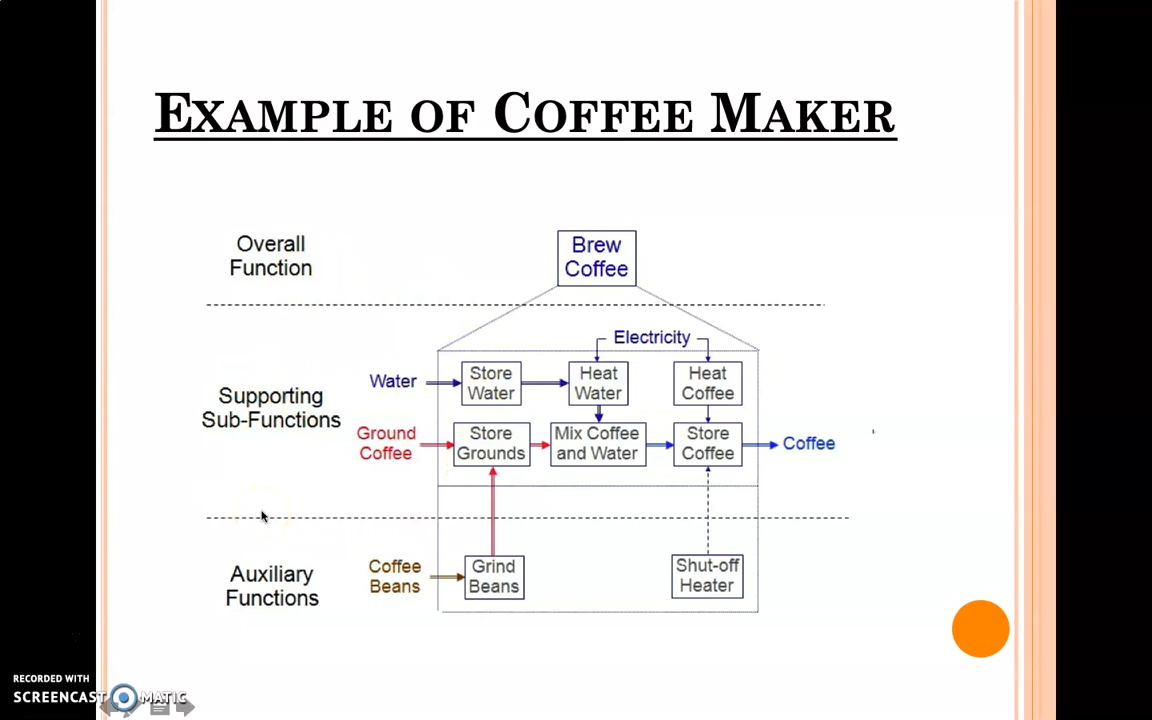 EXAMPLE OF COFFEE MAKER
Overall
Function
Brew
Coffee
Electricity
Water
Store
Water
Heat
Water
Heat
Coffee
Supporting
Sub-Functions
Ground
Coffee
Store
Grounds
Mix Coffee
and Water
Store
Coffee
Coffee
Auxiliary
Functions
Coffee
Beans
Grind
Beans
Shut-off
Heater
RECORDED WITH
SCREENCAST MATIC